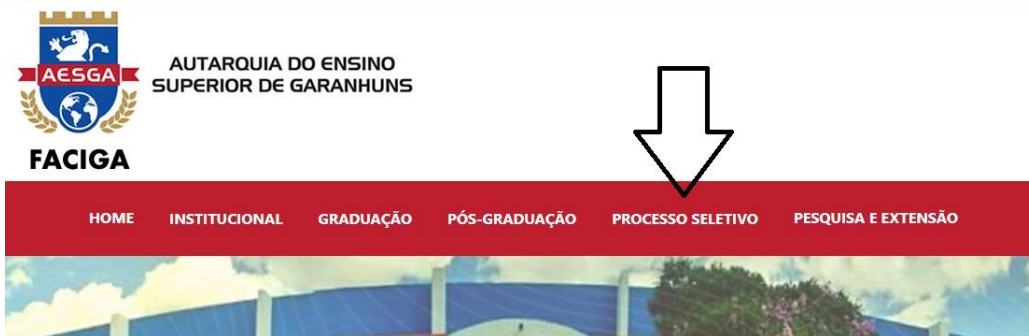 AESGA
AUTARQUIA DO ENSINO
SUPERIOR DE GARANHUNS
FACIGA
HOME INSTITUCIONAL GRADUAÇÃO PÓS-GRADUAÇÃO PROCESSO SELETIVO PESQUISA E EXTENSÃO